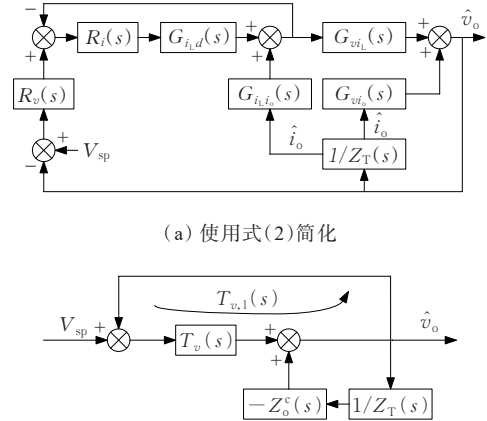 − R_i(s) G_{i_L d}(s) + G_{vi_L}(s) + v̂_o
+ + +
R_v(s) G_{i_L i_o}(s) G_{vi_o}(s)
+ V_sp î_o î_o
− 1/Z_T(s)
(a) 使用式(2)简化
T_{v,1}(s)
V_sp + + T_v(s) + v̂_o
+
−Z_o^c(s) 1/Z_T(s)